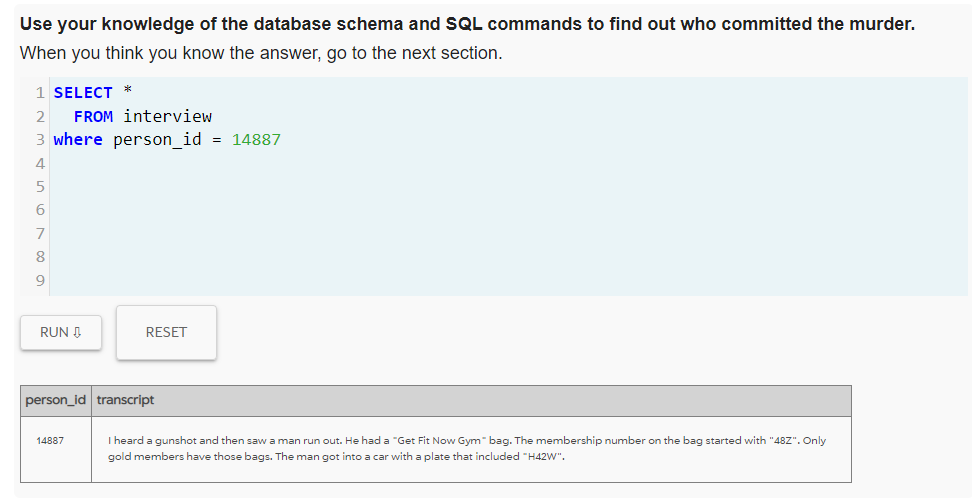 Use your knowledge of the database schema and SQL commands to find out who committed the murder.
When you think you know the answer, go to the next section.
1 SELECT *
2 FROM interview
3 where person_id = 14887
4
5
6
7
8
9
RUN ⇩ RESET
person_id transcript
14887 I heard a gunshot and then saw a man run out. He had a "Get Fit Now Gym" bag. The membership number on the bag started with "48Z". Only
gold members have those bags. The man got into a car with a plate that included "H42W".